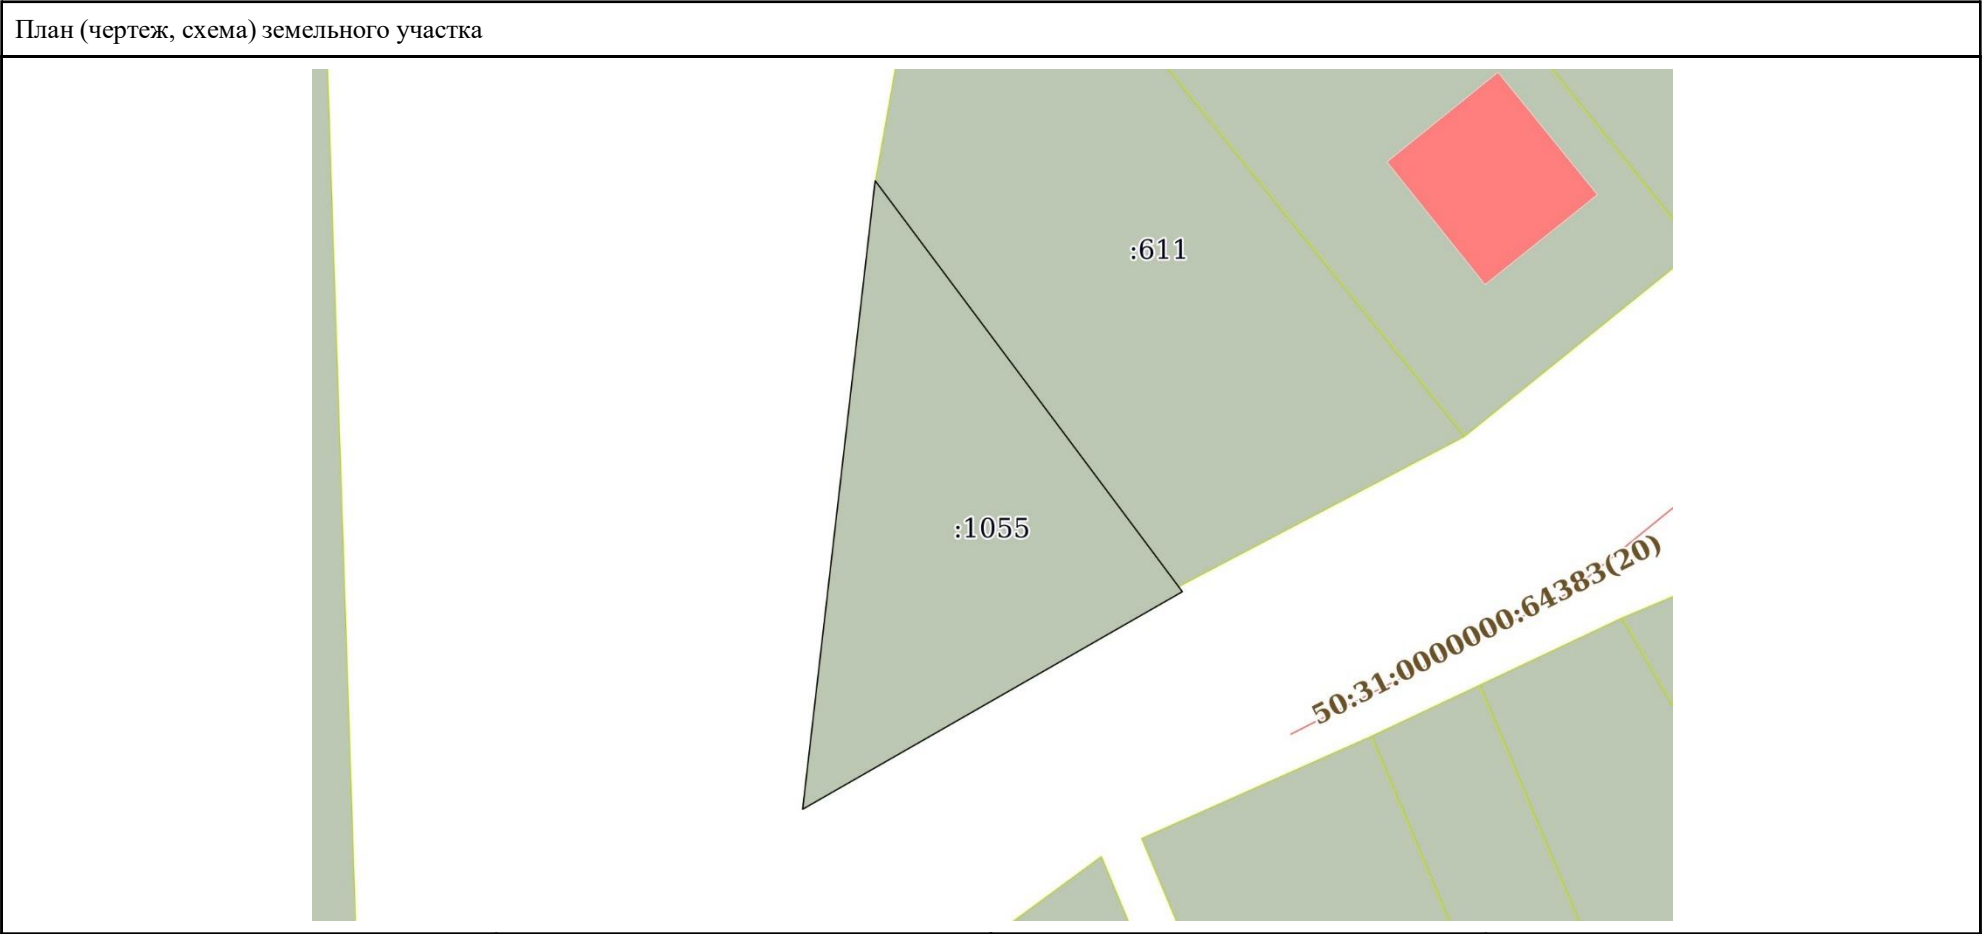 План (чертеж, схема) земельного участка
:611
:1055
50:31:0000000:64383(20)